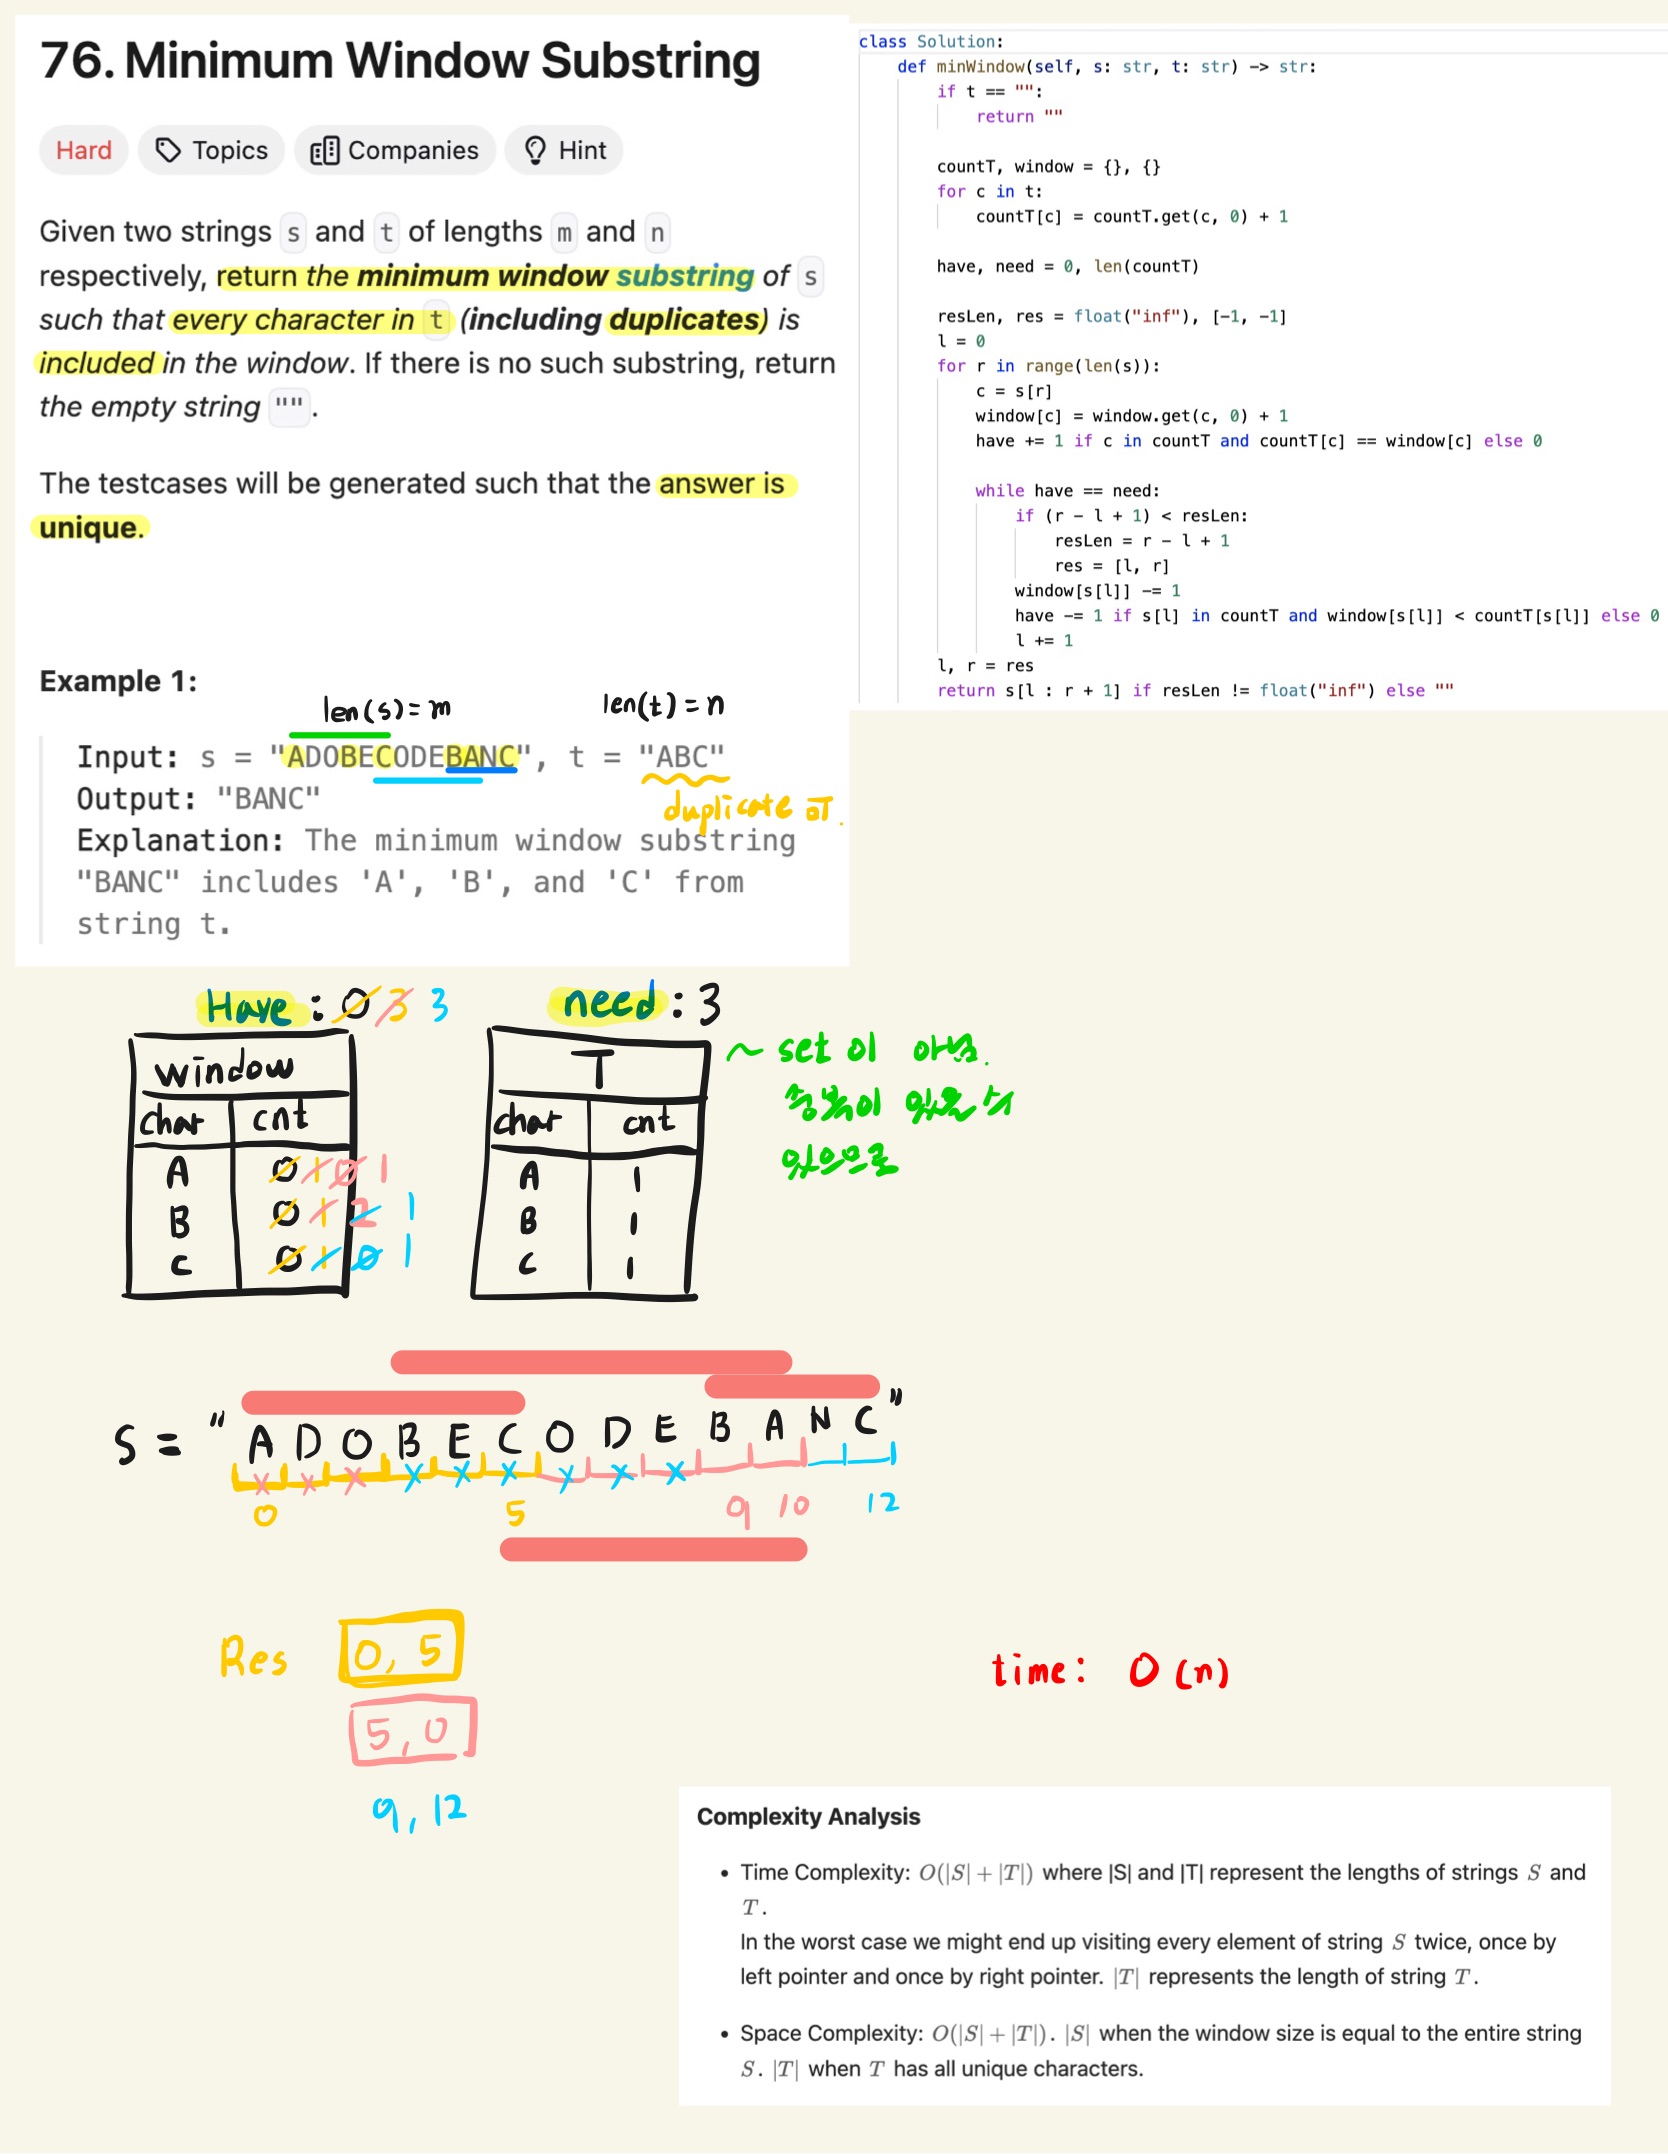 76. Minimum Window Substring
Hard Topics Companies Hint
Given two strings s and t of lengths m and n
respectively, return the minimum window substring of s
such that every character in t (including duplicates) is
included in the window. If there is no such substring, return
the empty string "".
The testcases will be generated such that the answer is
unique.
Example 1:
len(s)=m len(t)=n
Input: s = "ADOBECODEBANC", t = "ABC"
duplicate
Output: "BANC"
Explanation: The minimum window substring
"BANC" includes 'A', 'B', and 'C' from
string t.
class Solution:
    def minWindow(self, s: str, t: str) -> str:
        if t == "":
            return ""
        countT, window = {}, {}
        for c in t:
            countT[c] = countT.get(c, 0) + 1
        have, need = 0, len(countT)
        resLen, res = float("inf"), [-1, -1]
        l = 0
        for r in range(len(s)):
            c = s[r]
            window[c] = window.get(c, 0) + 1
            have += 1 if c in countT and countT[c] == window[c] else 0
            while have == need:
                if (r - l + 1) < resLen:
                    resLen = r - l + 1
                    res = [l, r]
                window[s[l]] -= 1
                have -= 1 if s[l] in countT and window[s[l]] < countT[s[l]] else 0
                l += 1
        l, r = res
        return s[l : r + 1] if resLen != float("inf") else ""
Have : 0 3 3
window
char cnt
A 0 1 0 1
B 0 1 2 1
C 0 1 0 1
need : 3
T
char cnt
A 1
B 1
C 1
~ set이 아님.
중복이 있을 수
있으므로
S = "ADOBECODEBANC"
0 5 9 10 12
Res 0, 5
5, 0
9, 12
time: O(n)
Complexity Analysis
• Time Complexity: O(|S| + |T|) where |S| and |T| represent the lengths of strings S and
T.
In the worst case we might end up visiting every element of string S twice, once by
left pointer and once by right pointer. |T| represents the length of string T.
• Space Complexity: O(|S| + |T|). |S| when the window size is equal to the entire string
S. |T| when T has all unique characters.